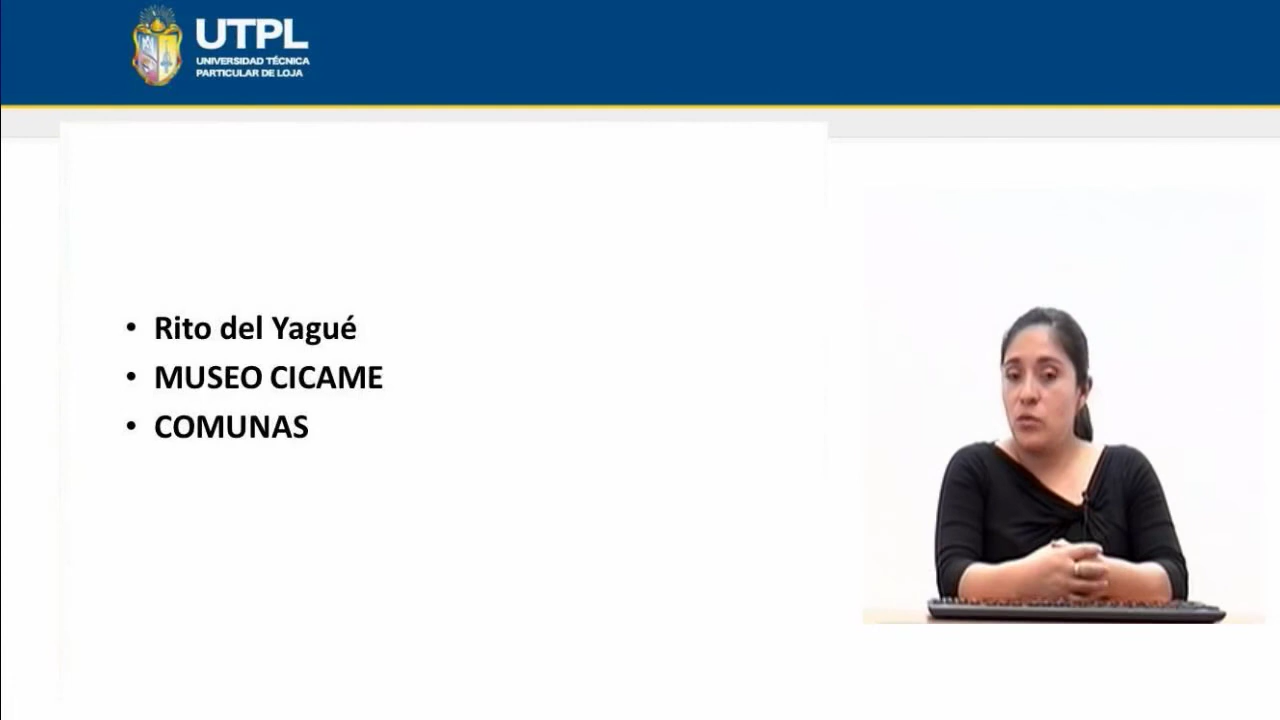 UTPL
UNIVERSIDAD TÉCNICA
PARTICULAR DE LOJA
• Rito del Yagué
• MUSEO CICAME
• COMUNAS